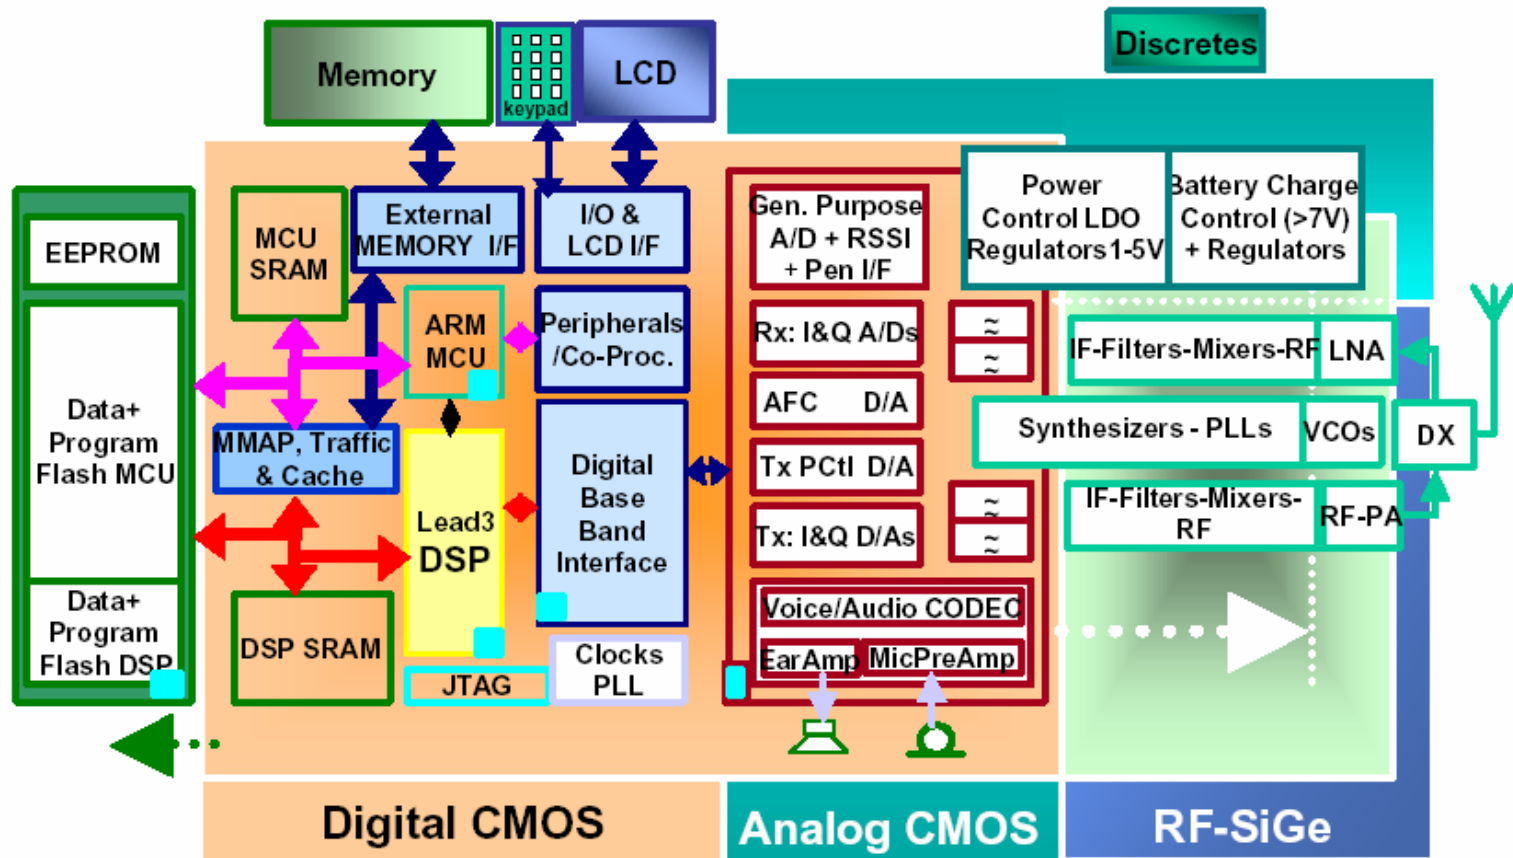 Discretes
Memory
keypad
LCD
EEPROM
Data+
Program
Flash MCU
Data+
Program
Flash DSP
MCU
SRAM
External
MEMORY I/F
I/O &
LCD I/F
ARM
MCU
Peripherals
/Co-Proc.
MMAP, Traffic
& Cache
Lead3
DSP
Digital
Base
Band
Interface
DSP SRAM
JTAG
Clocks
PLL
Gen. Purpose
A/D + RSSI
+ Pen I/F
Rx: I&Q A/Ds
AFC D/A
Tx PCtl D/A
Tx: I&Q D/As
≈
≈
≈
≈
Voice/Audio CODEC
EarAmp
MicPreAmp
Power
Control LDO
Regulators1-5V
Battery Charge
Control (>7V)
+ Regulators
IF-Filters-Mixers-RF
LNA
Synthesizers - PLLs
VCOs
DX
IF-Filters-Mixers-
RF
RF-PA
Digital CMOS
Analog CMOS
RF-SiGe